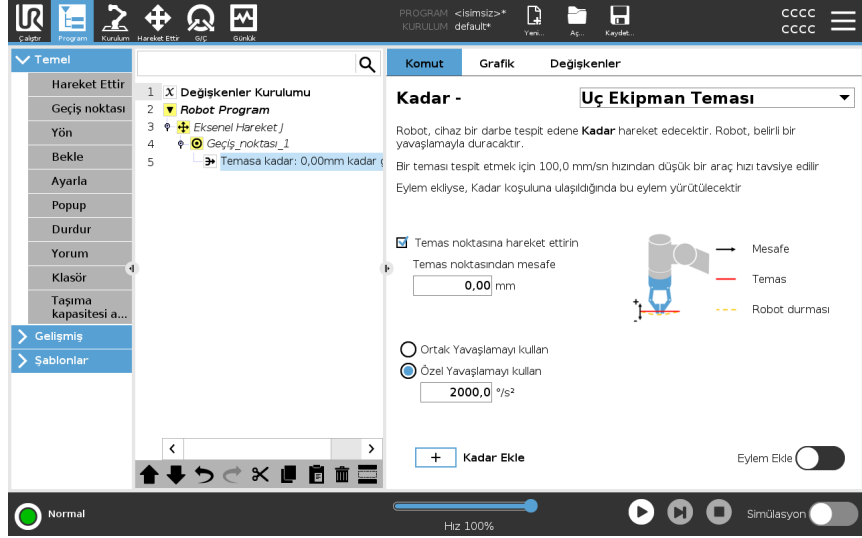 UR
PROGRAM <isimsiz>*
KURULUM default*
CCCC
CCCC
Çalıştır
Program
Kurulum
Hareket Ettir
G/Ç
Günlük
Yeni...
Aç...
Kaydet...
Temel
Hareket Ettir
Geçiş noktası
Yön
Bekle
Ayarla
Popup
Durdur
Yorum
Klasör
Taşıma
kapasitesi a...
Gelişmiş
Şablonlar
1 X Değişkenler Kurulumu
2 Robot Program
3 Eksenel Hareket J
4 Geçiş_noktası_1
5 Temasa kadar: 0,00mm kadar g
Komut Grafik Değişkenler
Kadar - Uç Ekipman Teması
Robot, cihaz bir darbe tespit edene Kadar hareket edecektir. Robot, belirli bir
yavaşlamayla duracaktır.
Bir teması tespit etmek için 100,0 mm/sn hızından düşük bir araç hızı tavsiye edilir
Eylem ekliyse, Kadar koşuluna ulaşıldığında bu eylem yürütülecektir
Temas noktasına hareket ettirin
Temas noktasından mesafe
0,00 mm
+
-
Mesafe
Temas
Robot durması
Ortak Yavaşlamayı kullan
Özel Yavaşlamayı kullan
2000,0 °/s²
+ Kadar Ekle
Eylem Ekle
Normal
Hız 100%
Simülasyon